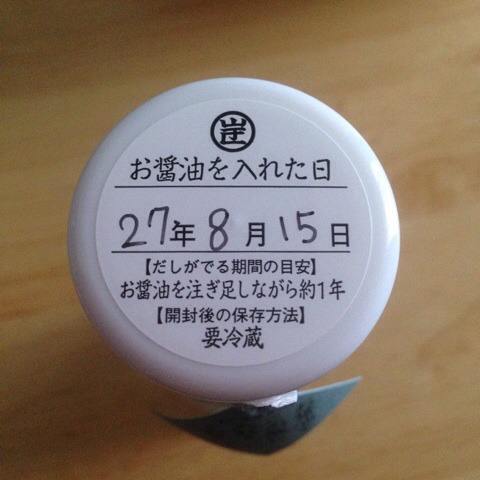 お醤油を入れた日
27年8月15日
【だしがでる期間の目安】
お醤油を注ぎ足しながら約1年
【開封後の保存方法】
要冷蔵